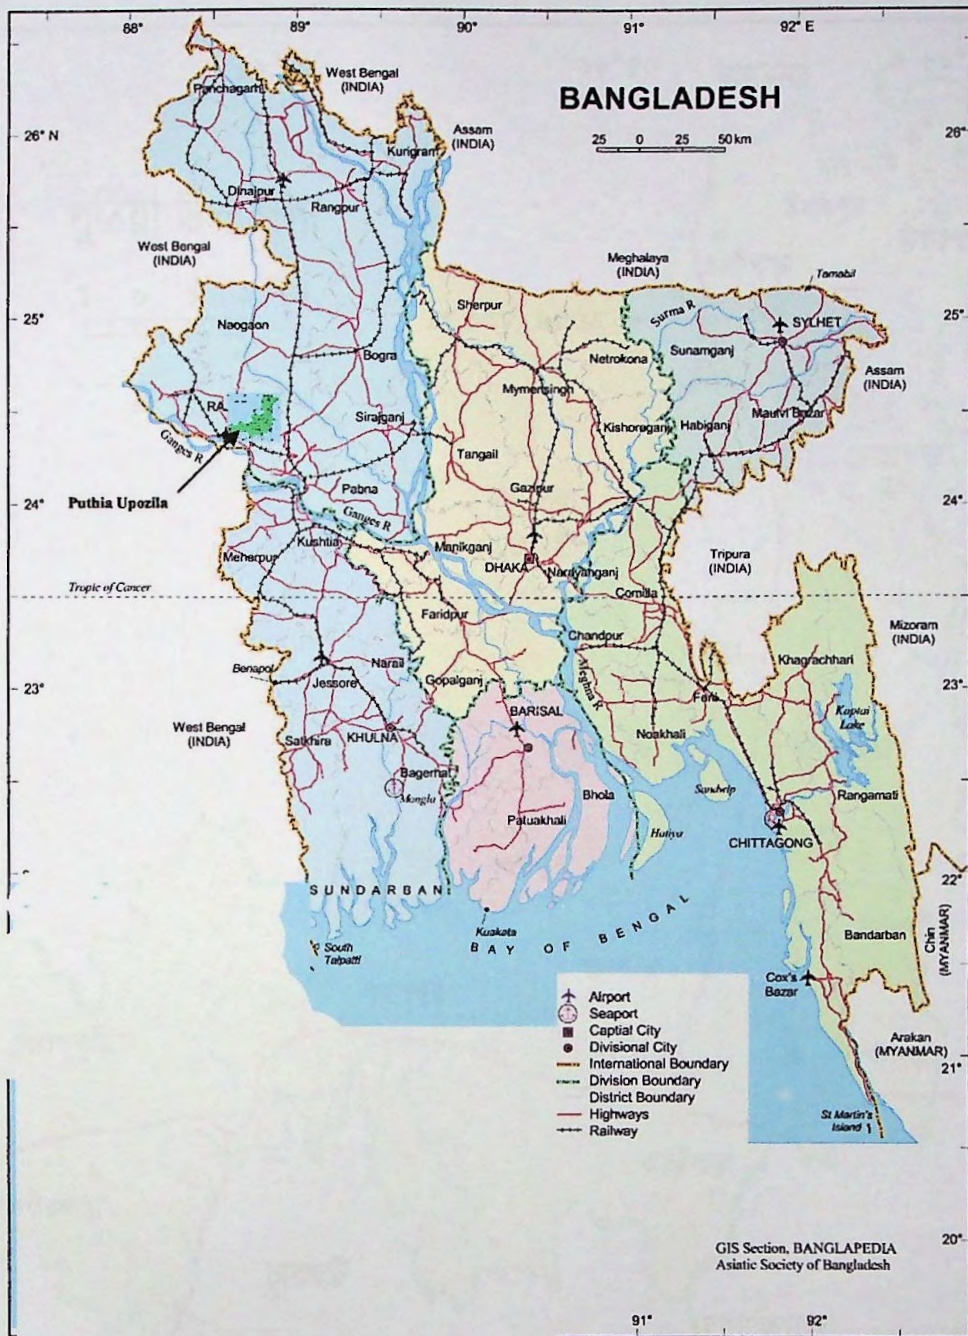 88°
89°
90°
91°
92° E
BANGLADESH
25 0 25 50 km
West Bengal
(INDIA)
Panchagarh
26° N
Assam
(INDIA)
26°
Kurigram
Dinajpur
Rangpur
West Bengal
(INDIA)
Meghalaya
(INDIA)
Tamabil
Sherpur
25°
Surma R
SYLHET
25°
Naogaon
Bogra
Netrokona
Sunamganj
Assam
(INDIA)
Mymensingh
RA
Sirajganj
Kishoreganj
Habiganj
Maulvi Bazar
Ganges R
Tangail
Puthia Upozila
Pabna
Gazipur
24°
24°
Ganges R
Kushtia
Manikganj
Meherpur
DHAKA
Narayanganj
Tripura
(INDIA)
Tropic of Cancer
Comilla
Faridpur
Mizoram
(INDIA)
Chandpur
Khagrachhari
Benapol
Narail
Jessore
Gopalganj
Meghna R
23°
Feni
23°
Kaptai
Lake
West Bengal
(INDIA)
BARISAL
Satkhira
KHULNA
Noakhali
Bagerhat
Mongla
Sandwip
Bhola
Rangamati
Patuakhali
Hatiya
CHITTAGONG
22°
SUNDARBAN
Kuakata
BAY OF BENGAL
South
Talpatti
Bandarban
Chin
(MYANMAR)
Cox's
Bazar
Airport
Seaport
Captial City
Divisional City
International Boundary
Division Boundary
District Boundary
Highways
Railway
Arakan
(MYANMAR)
21°
St Martin's
Island
20°
GIS Section, BANGLAPEDIA
Asiatic Society of Bangladesh
91°
92°